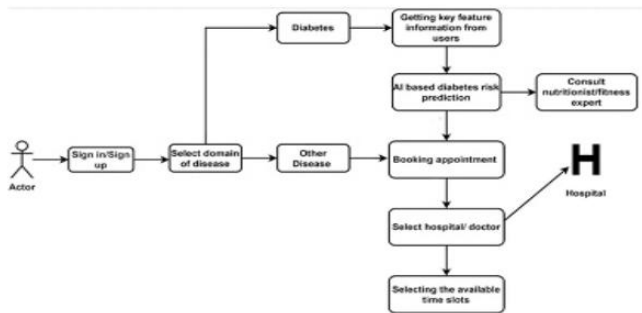 Diabetes
Getting key feature
information from
users
AI based diabetes risk
prediction
Consult
nutritionist/fitness
expert
Actor
Sign in/Sign
up
Select domain
of disease
Other
Disease
Booking appointment
H
Hospital
Select hospital/ doctor
Selecting the available
time slots